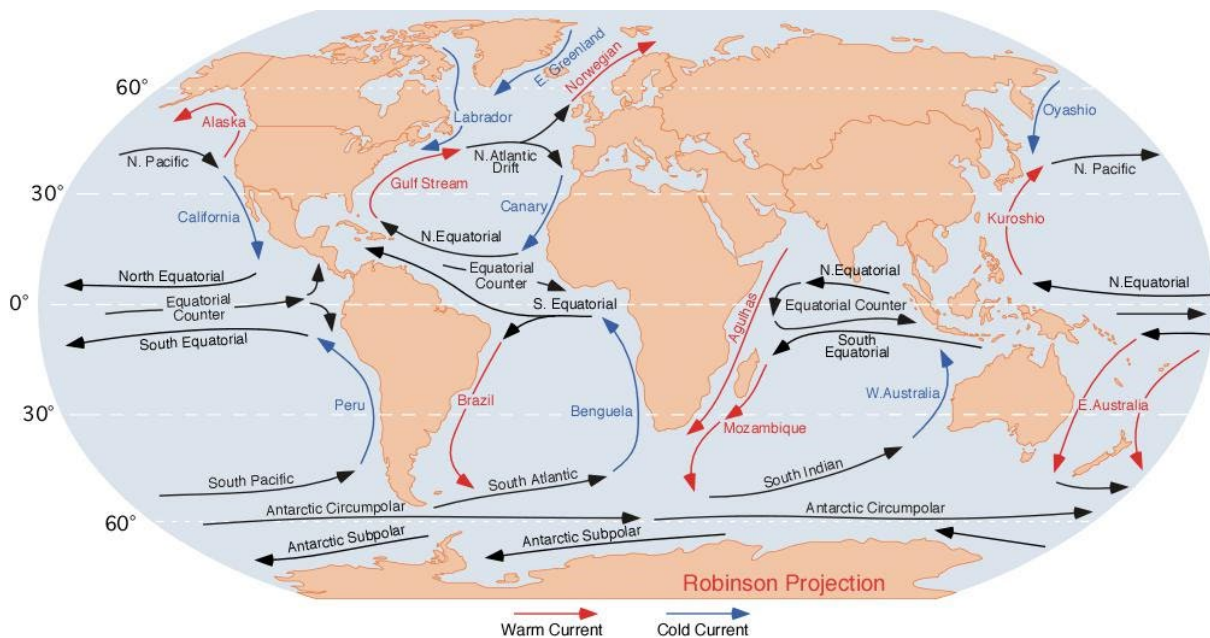 E. Greenland
Norwegian
60°
Alaska
Labrador
Oyashio
N. Pacific
N.Atlantic
Drift
N. Pacific
Gulf Stream
30°
California
Canary
Kuroshio
N.Equatorial
North Equatorial
Equatorial
Counter
N.Equatorial
N.Equatorial
0°
Equatorial
Counter
S. Equatorial
Equatorial Counter
South Equatorial
Agulhas
South
Equatorial
Peru
Brazil
Benguela
W.Australia
E.Australia
30°
Mozambique
South Pacific
South Atlantic
South Indian
Antarctic Circumpolar
Antarctic Circumpolar
60°
Antarctic Subpolar
Antarctic Subpolar
Robinson Projection
Warm Current
Cold Current